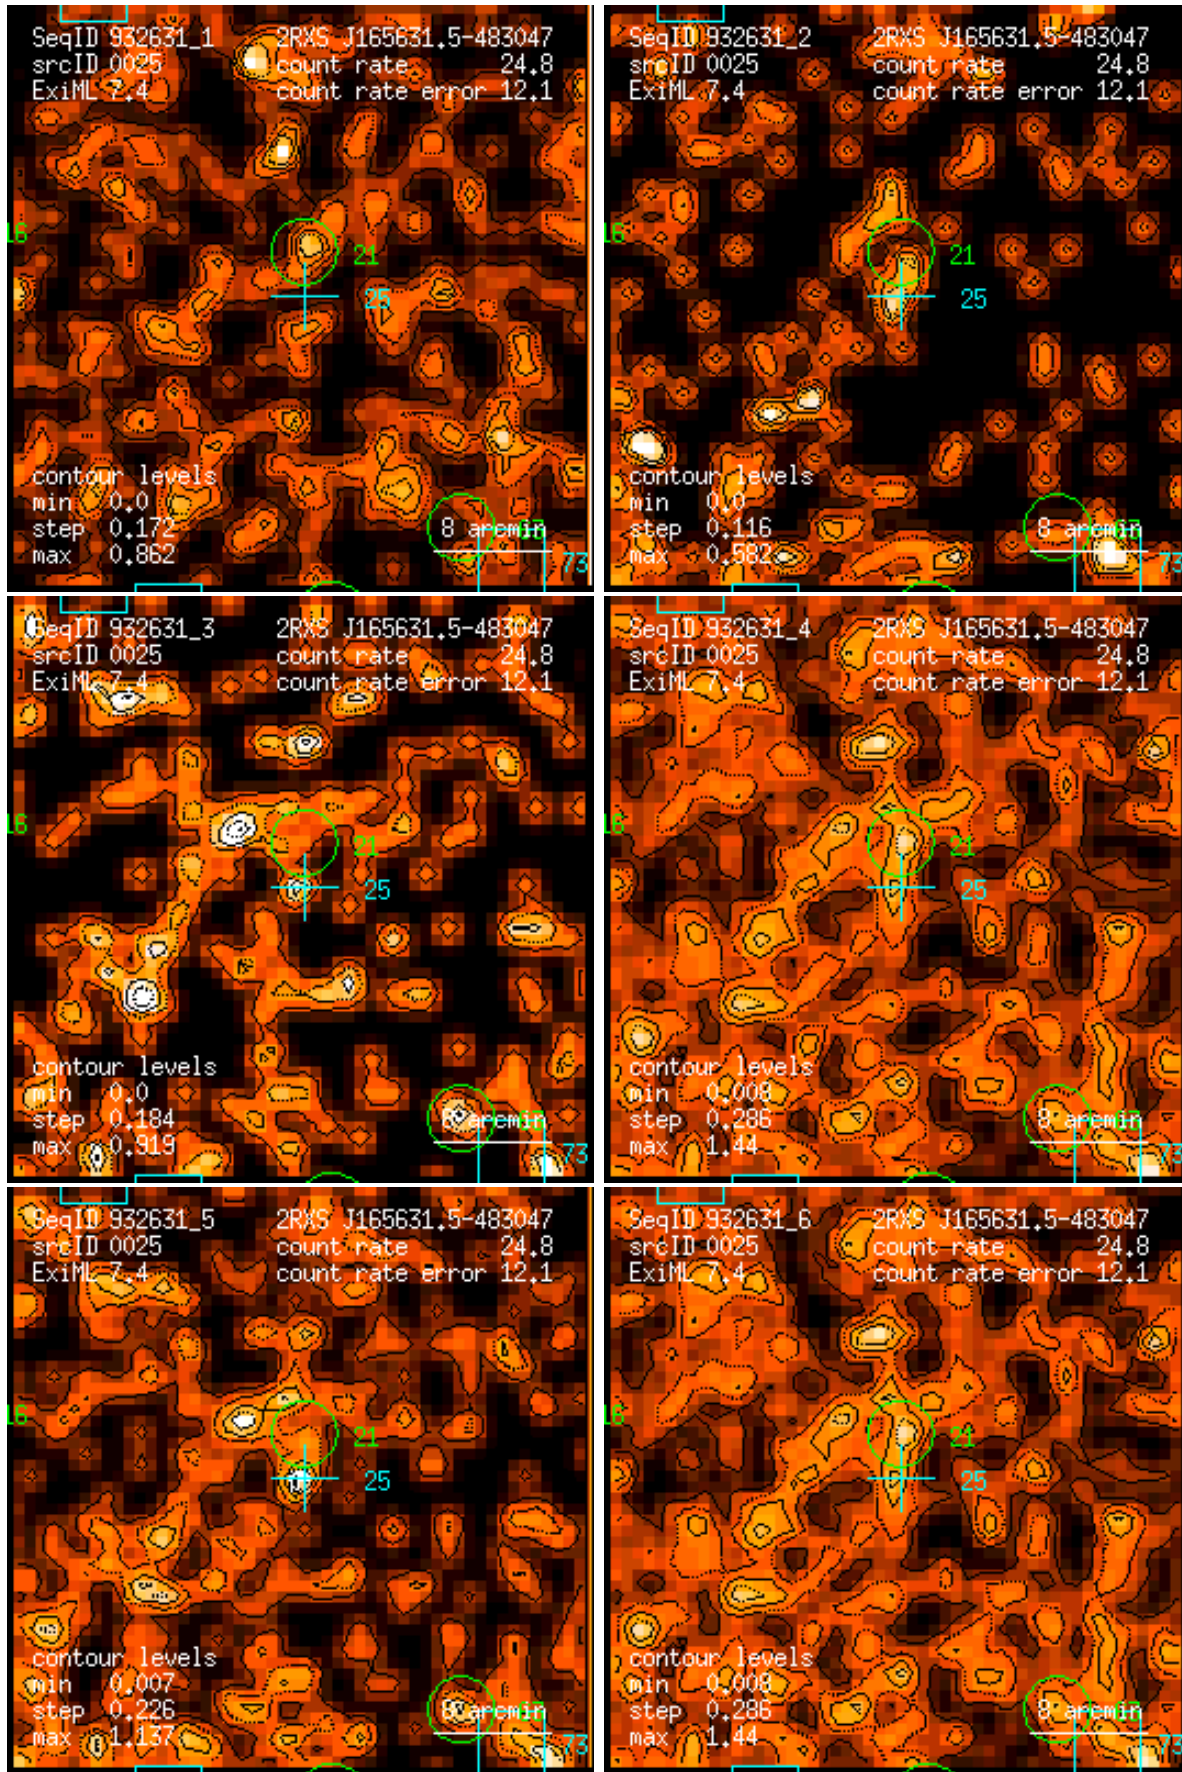 SeqID 932631_1 2RXS J165631.5-483047
srcID 0025 count rate 24.8
ExiML 7.4 count rate error 12.1
16
21
25
contour levels
min 0.0
step 0.172
max 0.862
8 arcmin
73
SeqID 932631_2 2RXS J165631.5-483047
srcID 0025 count rate 24.8
ExiML 7.4 count rate error 12.1
16
21
25
contour levels
min 0.0
step 0.116
max 0.582
8 arcmin
73
SeqID 932631_3 2RXS J165631.5-483047
srcID 0025 count rate 24.8
ExiML 7.4 count rate error 12.1
16
21
25
contour levels
min 0.0
step 0.184
max 0.919
8 arcmin
73
SeqID 932631_4 2RXS J165631.5-483047
srcID 0025 count rate 24.8
ExiML 7.4 count rate error 12.1
16
21
25
contour levels
min 0.008
step 0.286
max 1.44
8 arcmin
73
SeqID 932631_5 2RXS J165631.5-483047
srcID 0025 count rate 24.8
ExiML 7.4 count rate error 12.1
16
21
25
contour levels
min 0.007
step 0.226
max 1.137
8 arcmin
73
SeqID 932631_6 2RXS J165631.5-483047
srcID 0025 count rate 24.8
ExiML 7.4 count rate error 12.1
16
21
25
contour levels
min 0.008
step 0.286
max 1.44
8 arcmin
73